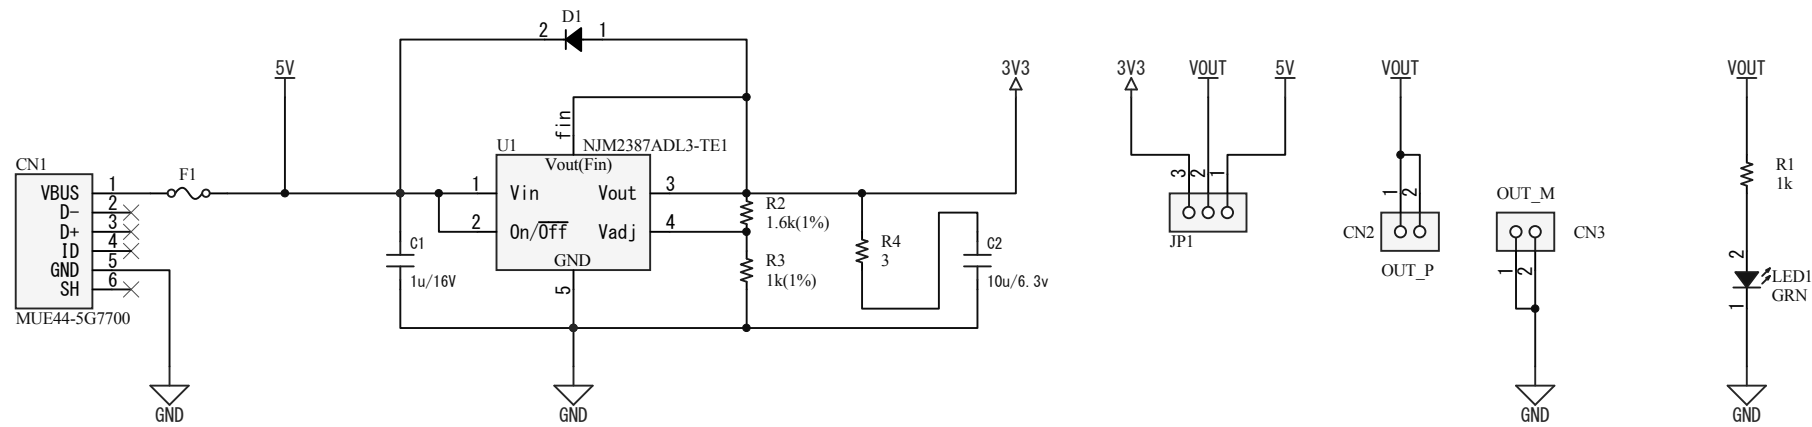 CN1
VBUS 1
D- 2
D+ 3
ID 4
GND 5
SH 6
MUE44-5G7700
GND
F1
5V
2 D1 1
fin
U1 NJM2387ADL3-TE1
Vout(Fin)
1 Vin Vout 3
2 On/Off Vadj 4
GND
5
C1
1u/16V
GND
R2
1.6k(1%)
R3
1k(1%)
R4
3
C2
10u/6.3v
3V3
3V3 VOUT 5V
3 2 1
JP1
VOUT
1 2
CN2
OUT_P
OUT_M
CN3
1 2
GND
VOUT
R1
1k
2
LED1
GRN
1
GND